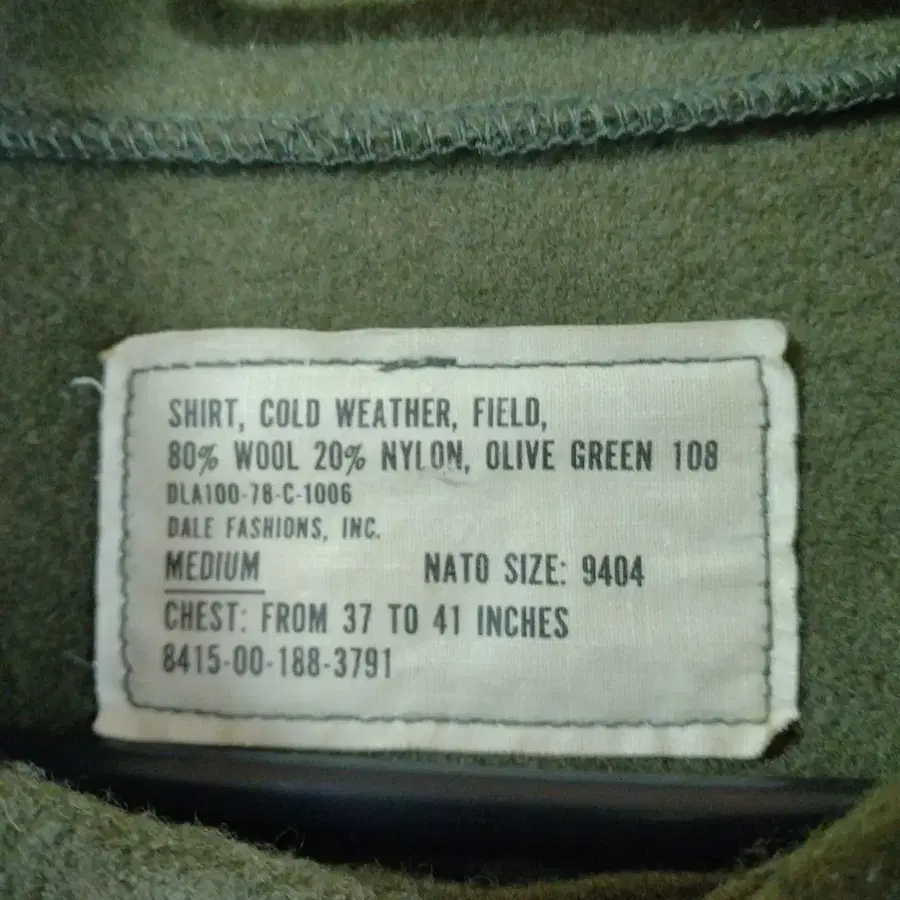 SHIRT, COLD WEATHER, FIELD,
80% WOOL 20% NYLON, OLIVE GREEN 108
DLA100-78-C-1006
DALE FASHIONS, INC.
MEDIUM NATO SIZE: 9404
CHEST: FROM 37 TO 41 INCHES
8415-00-188-3791